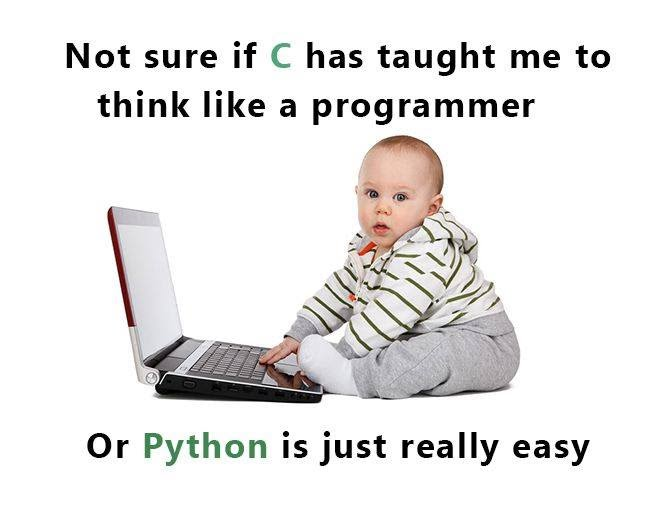 Not sure if C has taught me to
think like a programmer
Or Python is just really easy